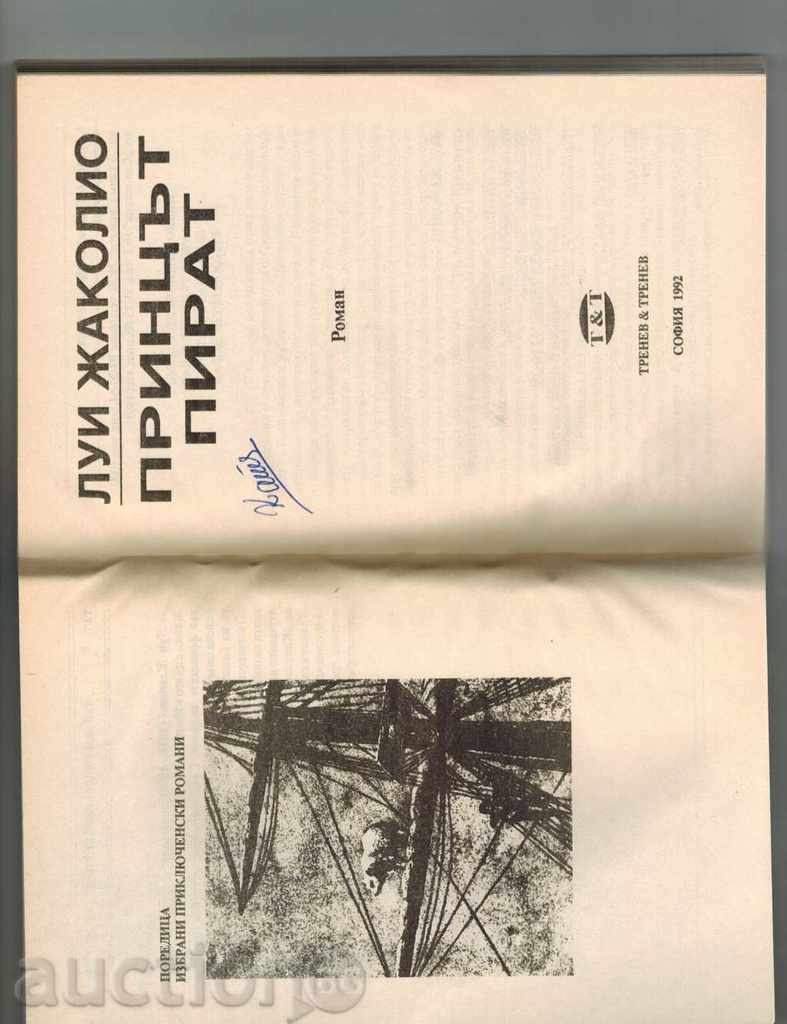 ПОРЕДИЦА
ИЗБРАНИ ПРИКЛЮЧЕНСКИ РОМАНИ
ЛУИ ЖАКОЛИО
ПРИНЦЪТ
ПИРАТ
Роман
T & T
ТРЕНЕВ & ТРЕНЕВ
СОФИЯ 1992
auction.bg